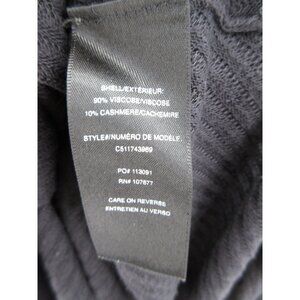 SHELL/EXTÉRIEUR:
90% VISCOSE/VISCOSE
10% CASHMERE/CACHEMIRE
STYLE#/NUMÉRO DE MODÈLE:
C511743969
PO# 113091
RN# 107877
CARE ON REVERSE
ENTRETIEN AU VERSO